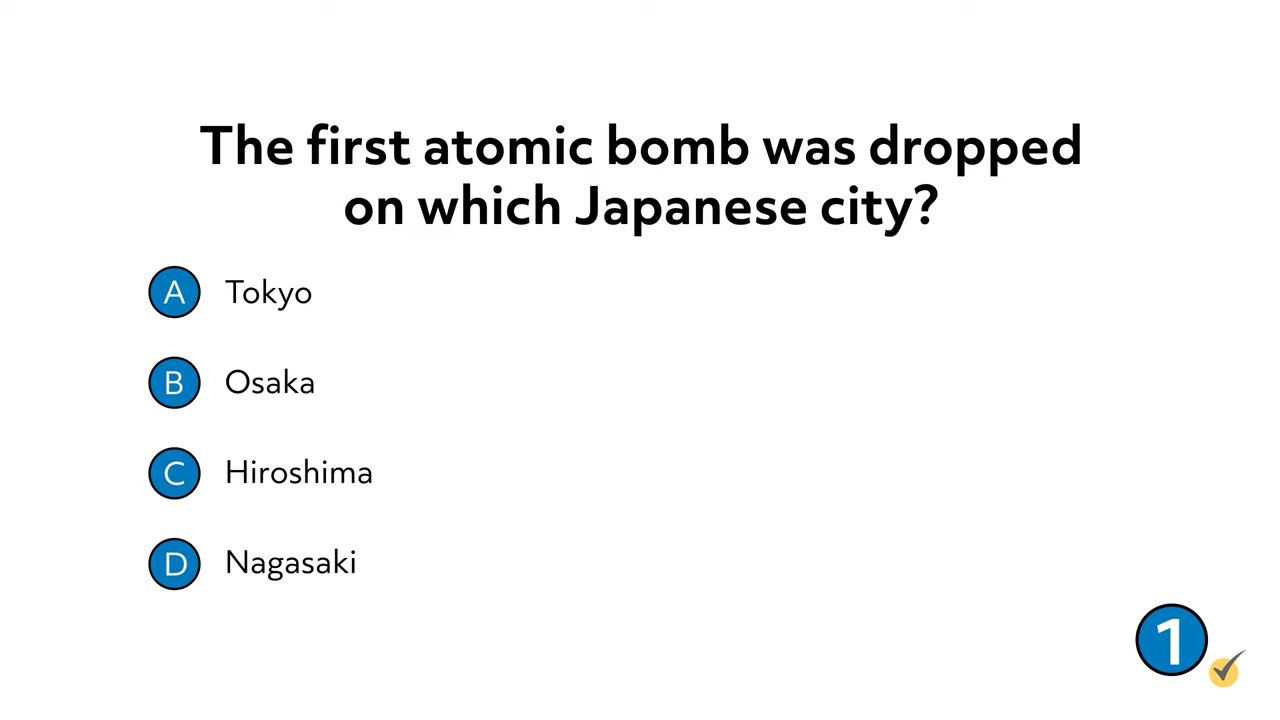 The first atomic bomb was dropped
on which Japanese city?
A Tokyo
B Osaka
C Hiroshima
D Nagasaki
1